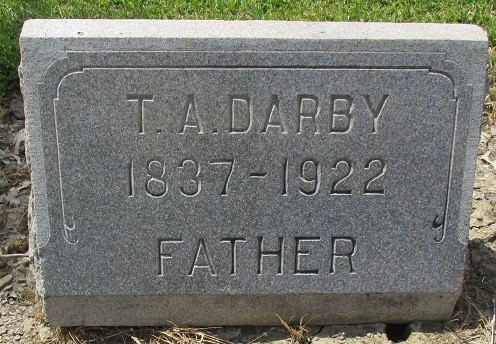 T. A. DARBY
1837-1922
FATHER